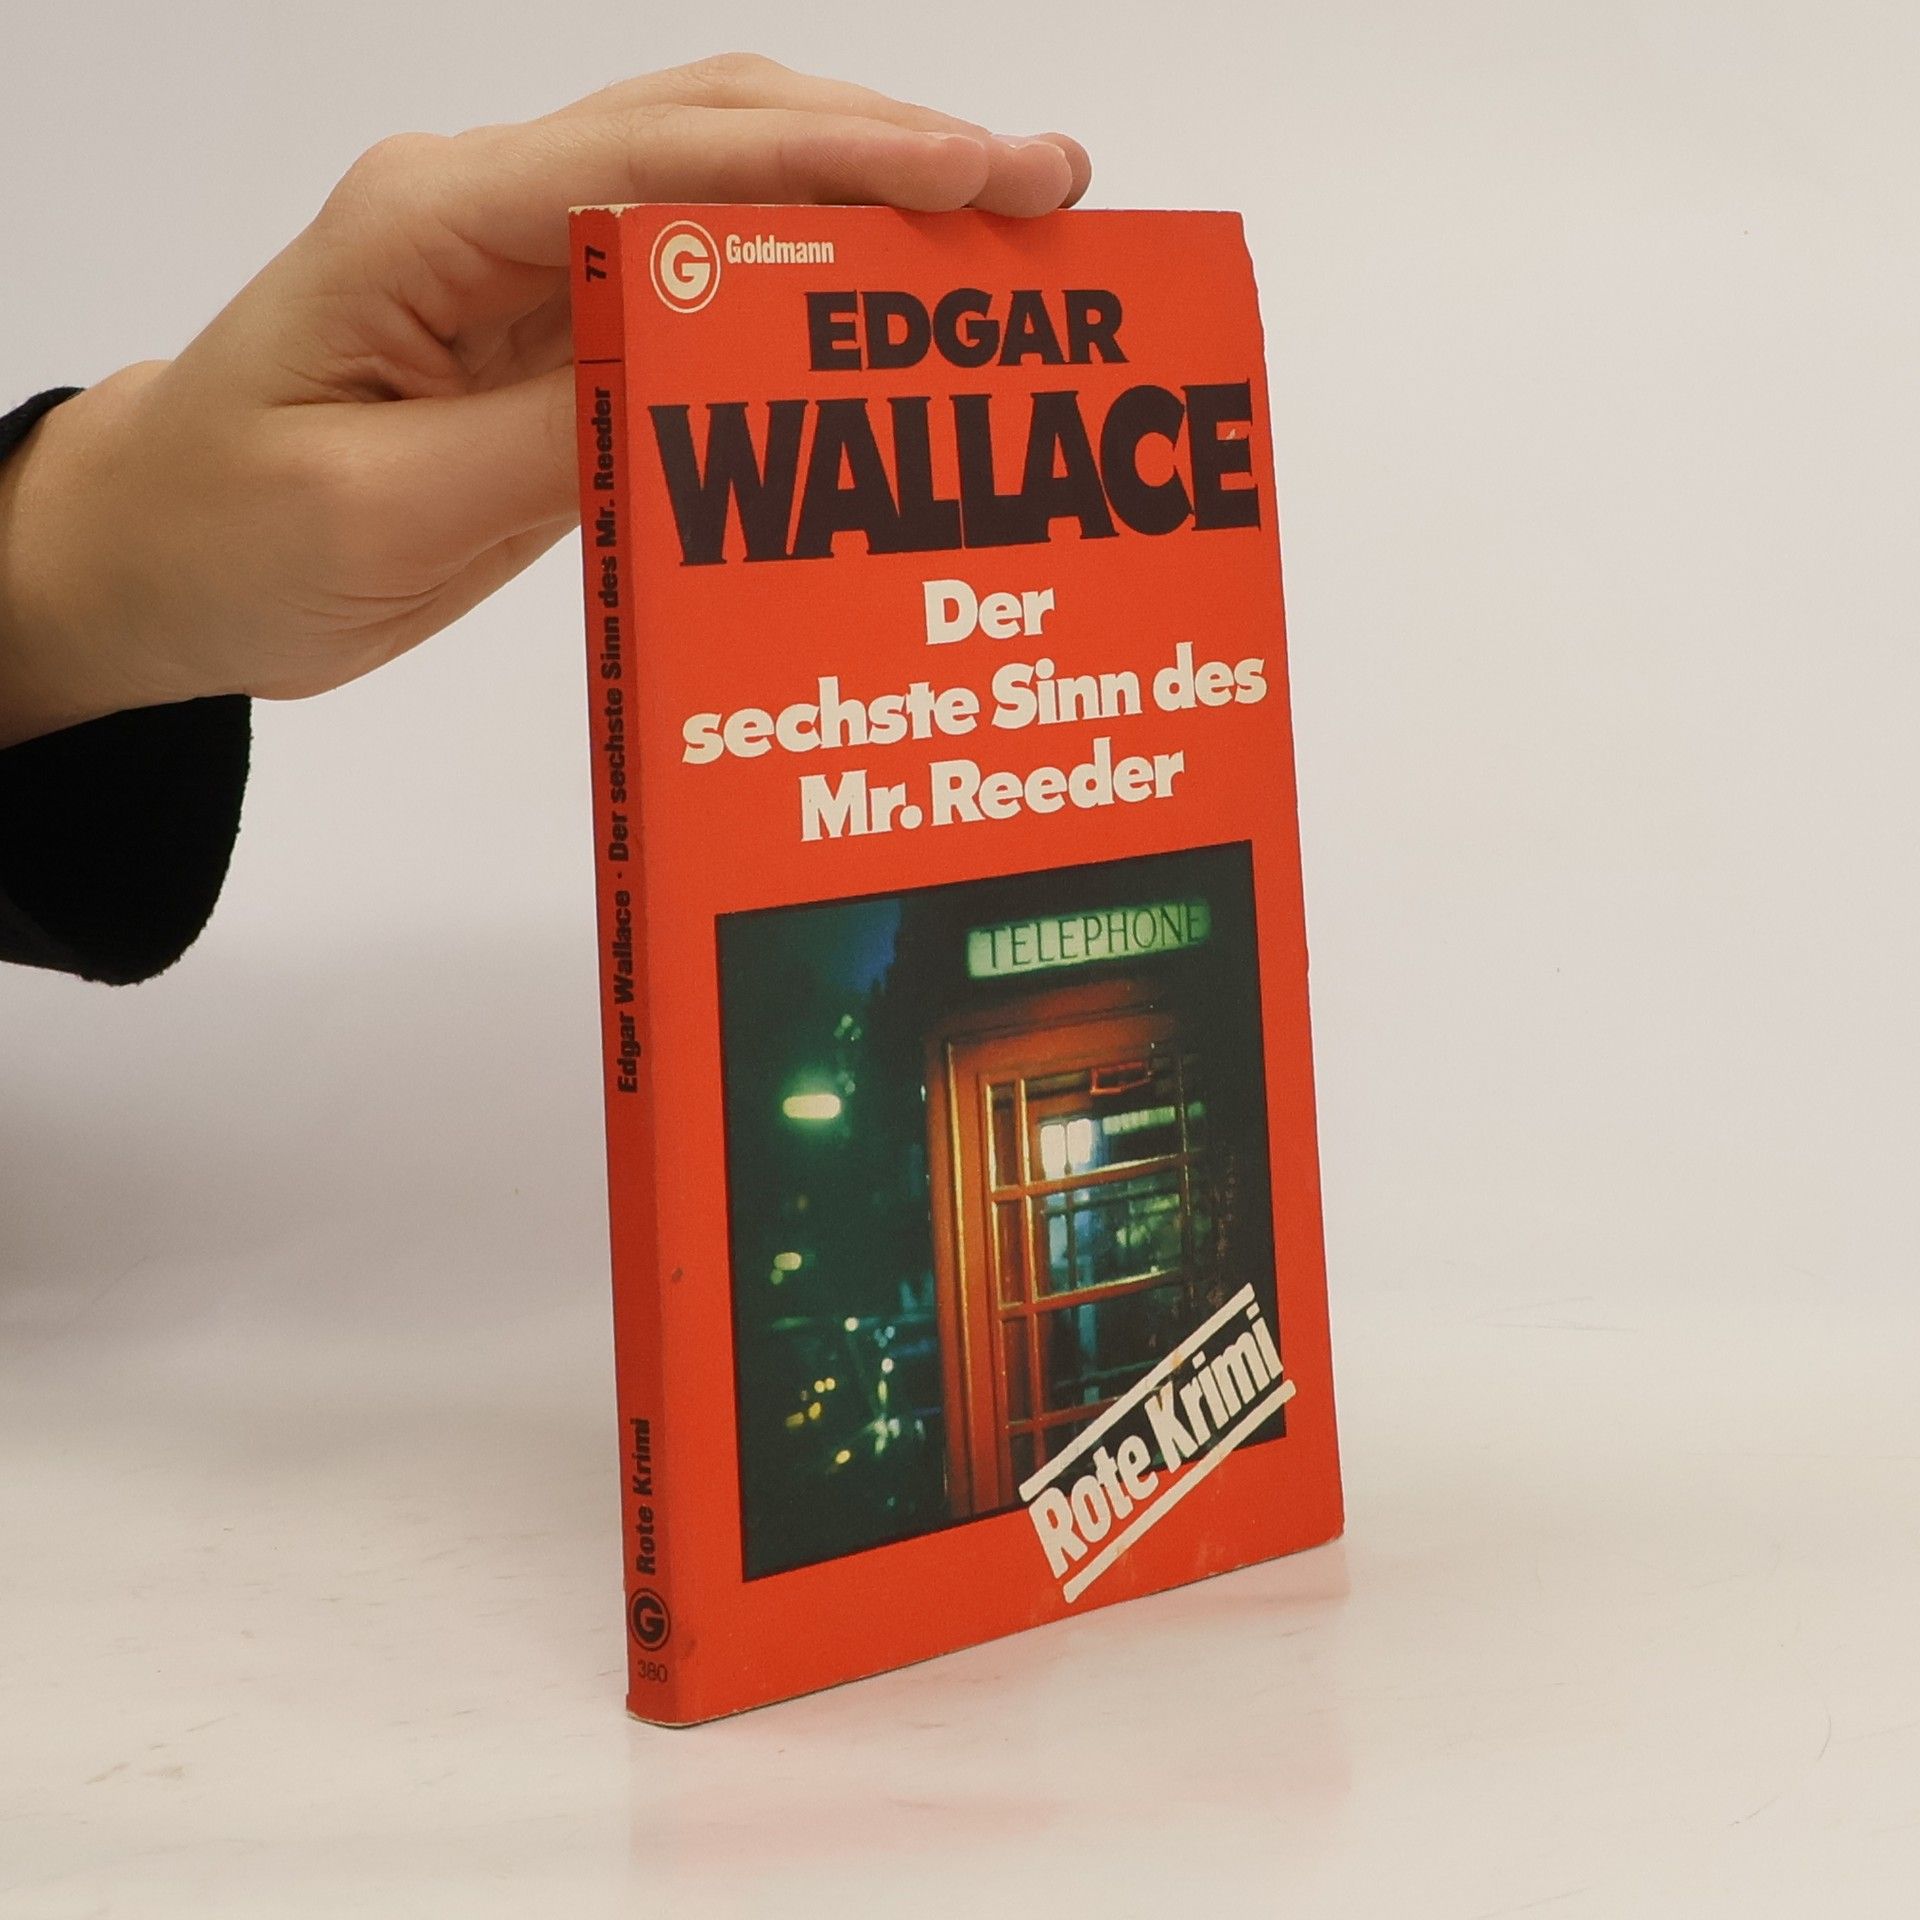 G Goldmann
EDGAR
WALLACE
Der
sechste Sinn des
Mr. Reeder
TELEPHONE
Rote Krimi
77
Edgar Wallace · Der sechste Sinn des Mr. Reeder
Rote Krimi
G
380